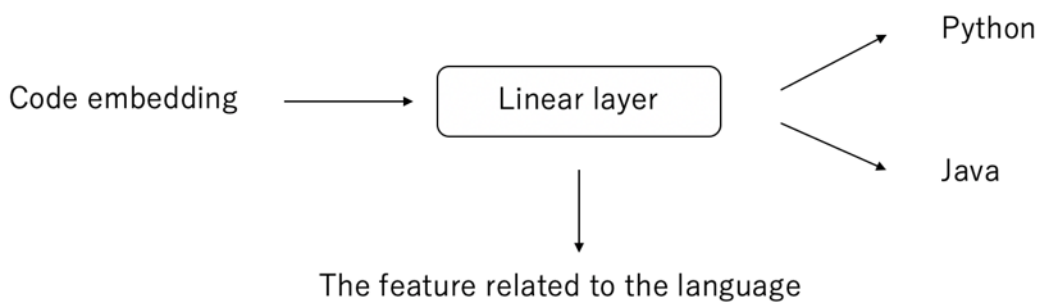 Python
Code embedding
Linear layer
Java
The feature related to the language